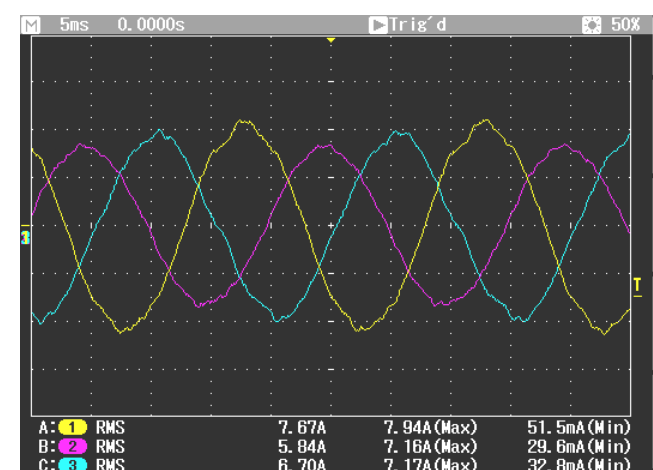 M 5ms 0.0000s Trig'd 50%
3
T
A: 1 RMS 7.67A 7.94A(Max) 51.5mA(Min)
B: 2 RMS 5.84A 7.16A(Max) 29.6mA(Min)
C: 3 RMS 6.70A 7.17A(Max) 32.8mA(Min)